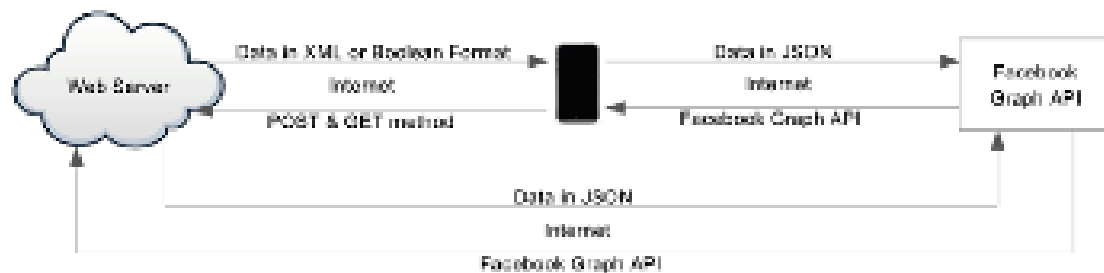 Web Server
Data in XML or Boolean Format
Internet
POST & GET method
Data in JSON
Internet
Facebook Graph API
Facebook
Graph API
Data in JSON
Internet
Facebook Graph API